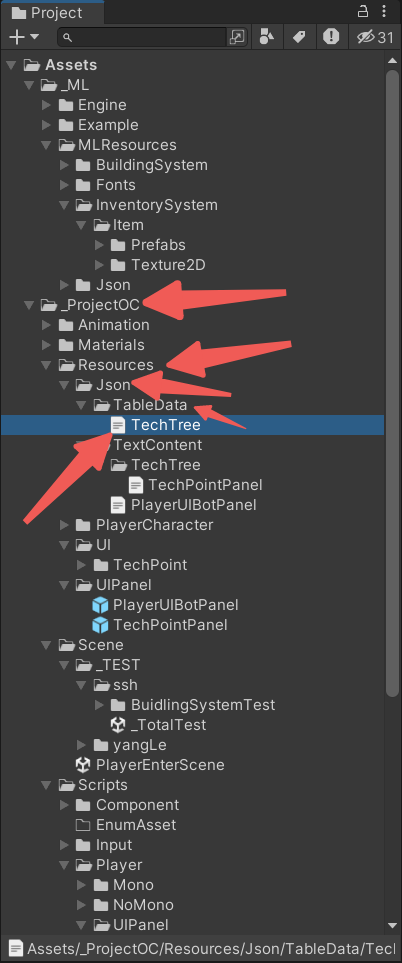 Project
31
Assets
_ML
Engine
Example
MLResources
BuildingSystem
Fonts
InventorySystem
Item
Prefabs
Texture2D
Json
_ProjectOC
Animation
Materials
Resources
Json
TableData
TechTree
TextContent
TechTree
TechPointPanel
PlayerUIBotPanel
PlayerCharacter
UI
TechPoint
UIPanel
PlayerUIBotPanel
TechPointPanel
Scene
_TEST
ssh
BuidlingSystemTest
_TotalTest
yangLe
PlayerEnterScene
Scripts
Component
EnumAsset
Input
Player
Mono
NoMono
UIPanel
Assets/_ProjectOC/Resources/Json/TableData/Tecl